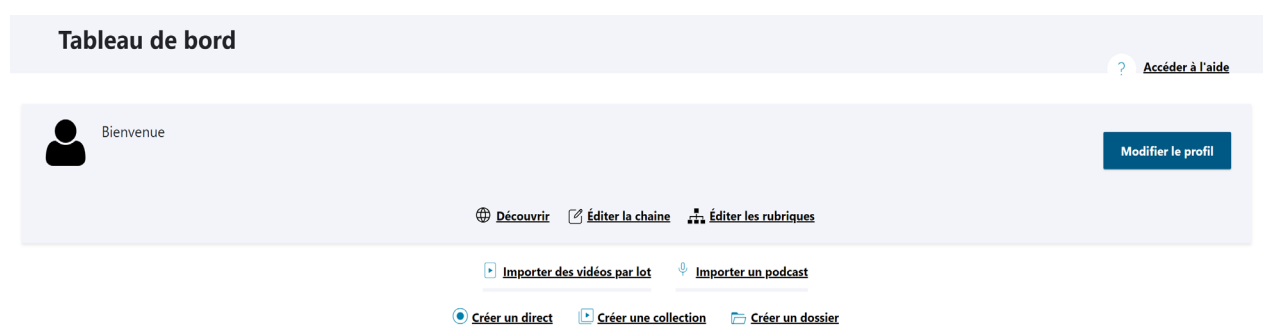 Tableau de bord
? Accéder à l'aide
Bienvenue
Modifier le profil
Découvrir Éditer la chaine Éditer les rubriques
Importer des vidéos par lot Importer un podcast
Créer un direct Créer une collection Créer un dossier